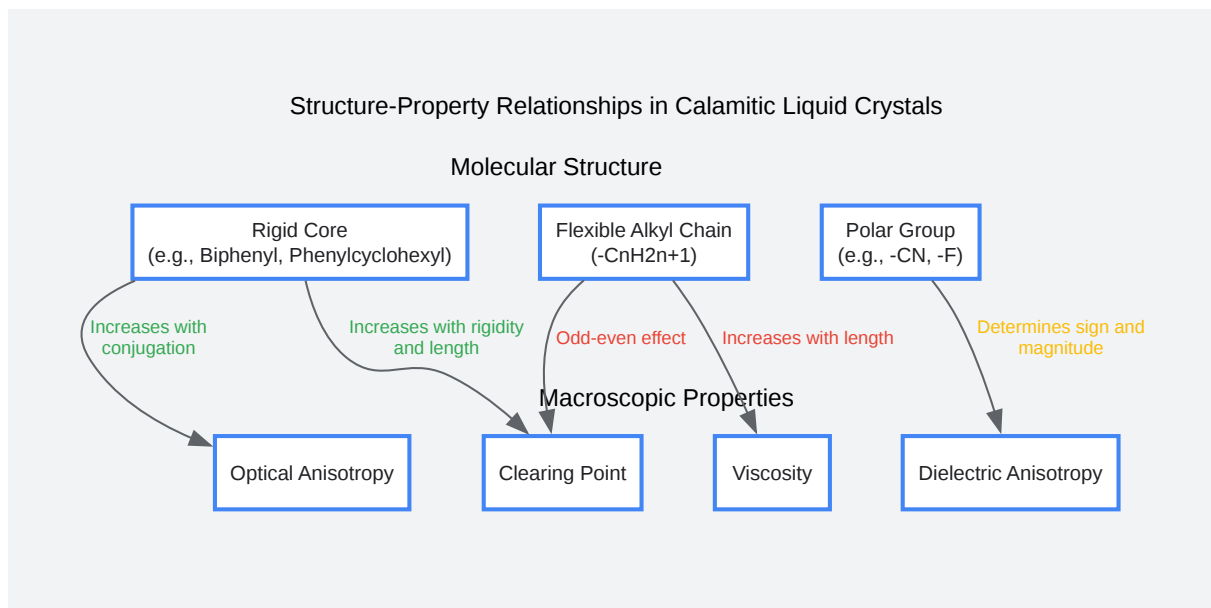 Structure-Property Relationships in Calamitic Liquid Crystals
Molecular Structure
Rigid Core
(e.g., Biphenyl, Phenylcyclohexyl)
Flexible Alkyl Chain
(-CnH2n+1)
Polar Group
(e.g., -CN, -F)
Increases with
conjugation
Increases with rigidity
and length
Odd-even effect
Increases with length
Determines sign and
magnitude
Macroscopic Properties
Optical Anisotropy
Clearing Point
Viscosity
Dielectric Anisotropy